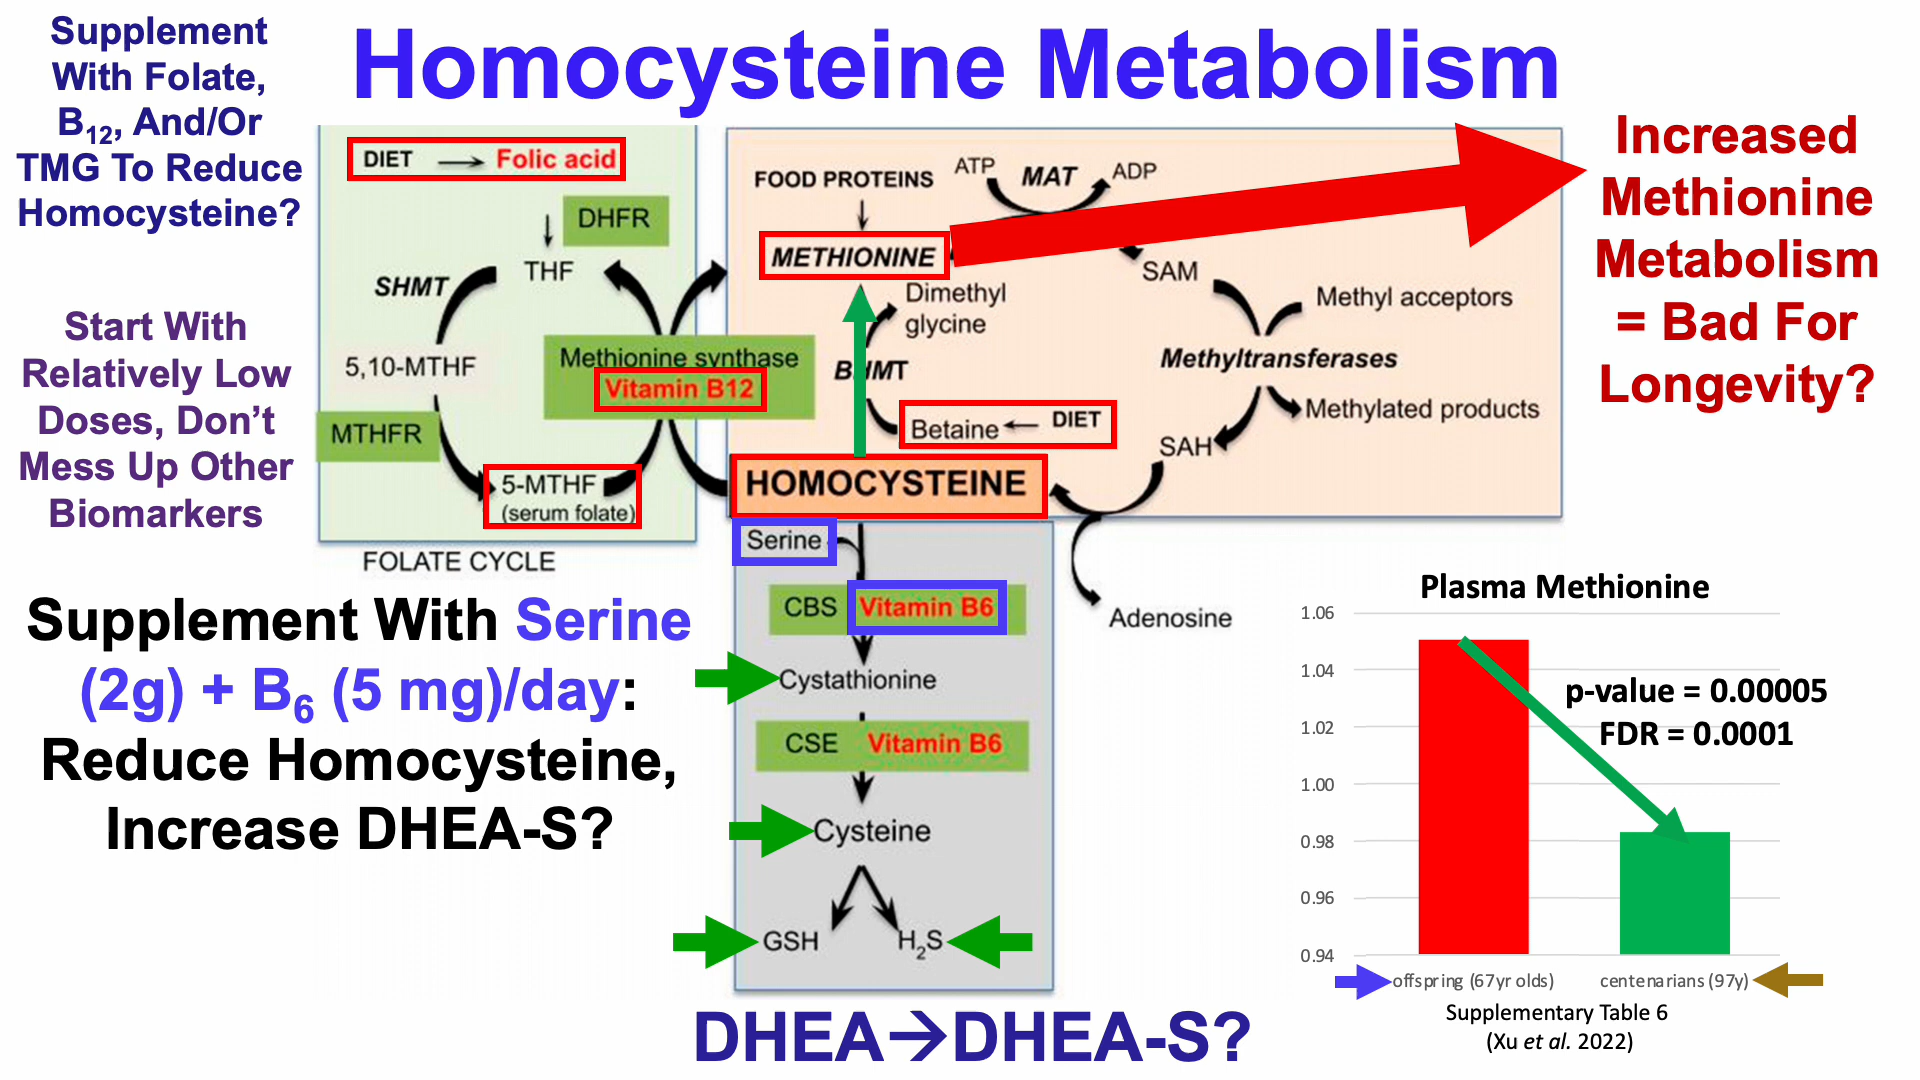 Homocysteine Metabolism
Supplement
With Folate,
B12, And/Or
TMG To Reduce
Homocysteine?
Start With
Relatively Low
Doses, Don't
Mess Up Other
Biomarkers
DIET → Folic acid
DHFR
THF
SHMT
5,10-MTHF
MTHFR
5-MTHF
(serum folate)
FOLATE CYCLE
Methionine synthase
Vitamin B12
FOOD PROTEINS
ATP
MAT
ADP
METHIONINE
SAM
Dimethyl
glycine
Methyl acceptors
BHMT
Methyltransferases
Betaine ← DIET
Methylated products
SAH
HOMOCYSTEINE
Adenosine
Serine
CBS Vitamin B6
Cystathionine
CSE Vitamin B6
Cysteine
GSH
H2S
Increased
Methionine
Metabolism
= Bad For
Longevity?
Supplement With Serine
(2g) + B6 (5 mg)/day:
Reduce Homocysteine,
Increase DHEA-S?
DHEA→DHEA-S?
Plasma Methionine
1.06
1.04
1.02
1.00
0.98
0.96
0.94
p-value = 0.00005
FDR = 0.0001
offspring (67yr olds)
centenarians (97y)
Supplementary Table 6
(Xu et al. 2022)